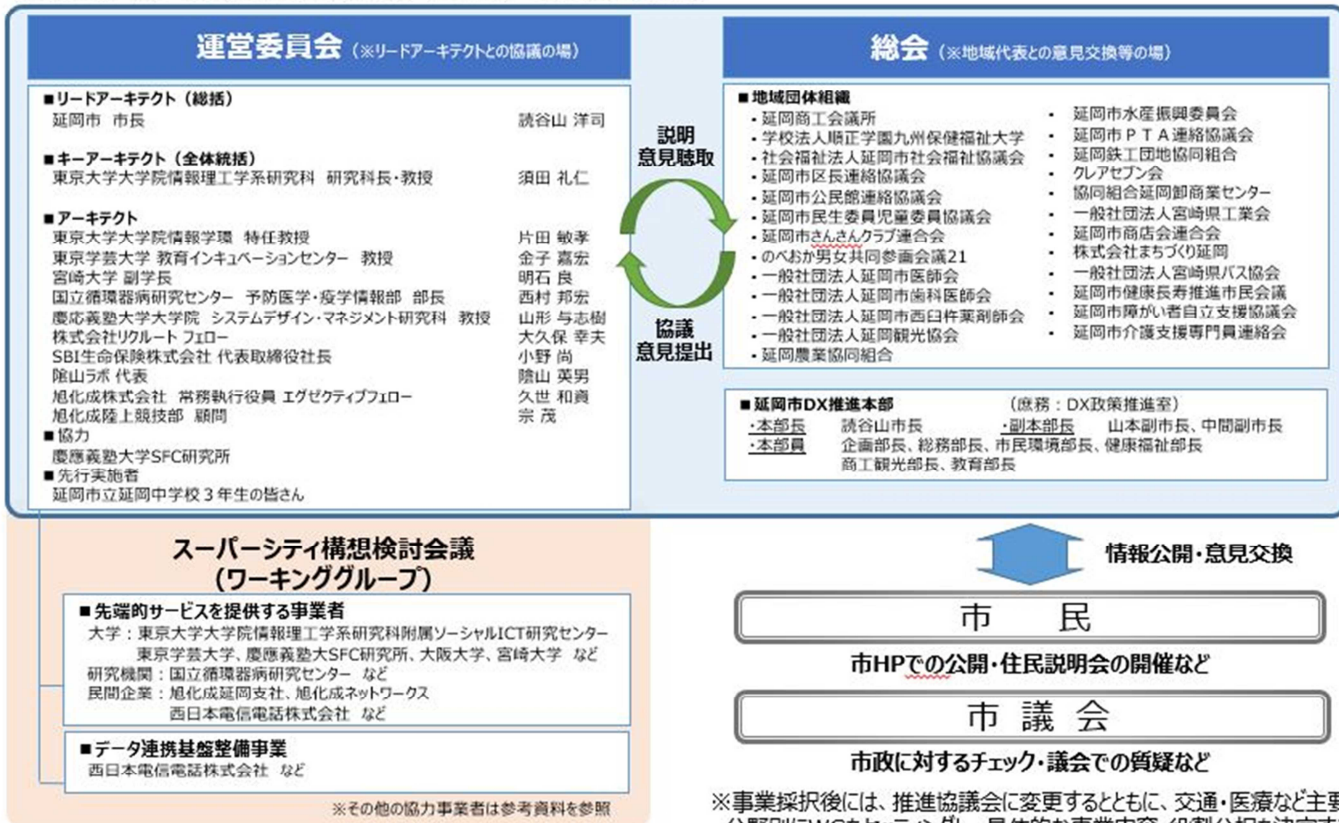 運営委員会 (※リードアーキテクトとの協議の場)
■リードアーキテクト（総括）
延岡市 市長 読谷山 洋司
■キーアーキテクト（全体統括）
東京大学大学院情報理工学系研究科 研究科長・教授 須田 礼仁
■アーキテクト
東京大学大学院情報学環 特任教授 片田 敏孝
東京学芸大学 教育インキュベーションセンター 教授 金子 嘉宏
宮崎大学 副学長 明石 良
国立循環器病研究センター 予防医学・疫学情報部 部長 西村 邦宏
慶応義塾大学大学院 システムデザイン・マネジメント研究科 教授 山形 与志樹
株式会社リクルート フェロー 大久保 幸夫
SBI生命保険株式会社 代表取締役社長 小野 尚
陰山ラボ 代表 陰山 英男
旭化成株式会社 常務執行役員 エグゼクティブフェロー 久世 和資
旭化成陸上競技部 顧問 宗 茂
■協力
慶應義塾大学SFC研究所
■先行実施者
延岡市立延岡中学校３年生の皆さん
説明
意見聴取
協議
意見提出
総会 (※地域代表との意見交換等の場)
■地域団体組織
・延岡商工会議所
・学校法人順正学園九州保健福祉大学
・社会福祉法人延岡市社会福祉協議会
・延岡市区長連絡協議会
・延岡市公民館連絡協議会
・延岡市民生委員児童委員協議会
・延岡市さんさんクラブ連合会
・のべおか男女共同参画会議21
・一般社団法人延岡市医師会
・一般社団法人延岡市歯科医師会
・一般社団法人延岡市西臼杵薬剤師会
・一般社団法人延岡観光協会
・延岡農業協同組合
・延岡市水産振興委員会
・延岡市ＰＴＡ連絡協議会
・延岡鉄工団地協同組合
・クレアセブン会
・協同組合延岡卸商業センター
・一般社団法人宮崎県工業会
・延岡市商店会連合会
・株式会社まちづくり延岡
・一般社団法人宮崎県バス協会
・延岡市健康長寿推進市民会議
・延岡市障がい者自立支援協議会
・延岡市介護支援専門員連絡会
■延岡市DX推進本部 （庶務：DX政策推進室）
・本部長 読谷山市長 ・副本部長 山本副市長、中間副市長
・本部員 企画部長、総務部長、市民環境部長、健康福祉部長
商工観光部長、教育部長
スーパーシティ構想検討会議
（ワーキンググループ）
■先端的サービスを提供する事業者
大学：東京大学大学院情報理工学系研究科附属ソーシャルICT研究センター
東京学芸大学、慶應義塾大SFC研究所、大阪大学、宮崎大学 など
研究機関：国立循環器病研究センター など
民間企業：旭化成延岡支社、旭化成ネットワークス
西日本電信電話株式会社 など
■データ連携基盤整備事業
西日本電信電話株式会社 など
※その他の協力事業者は参考資料を参照
情報公開・意見交換
市 民
市HPでの公開・住民説明会の開催など
市 議 会
市政に対するチェック・議会での質疑など
※事業採択後には、推進協議会に変更するとともに、交通・医療など主要